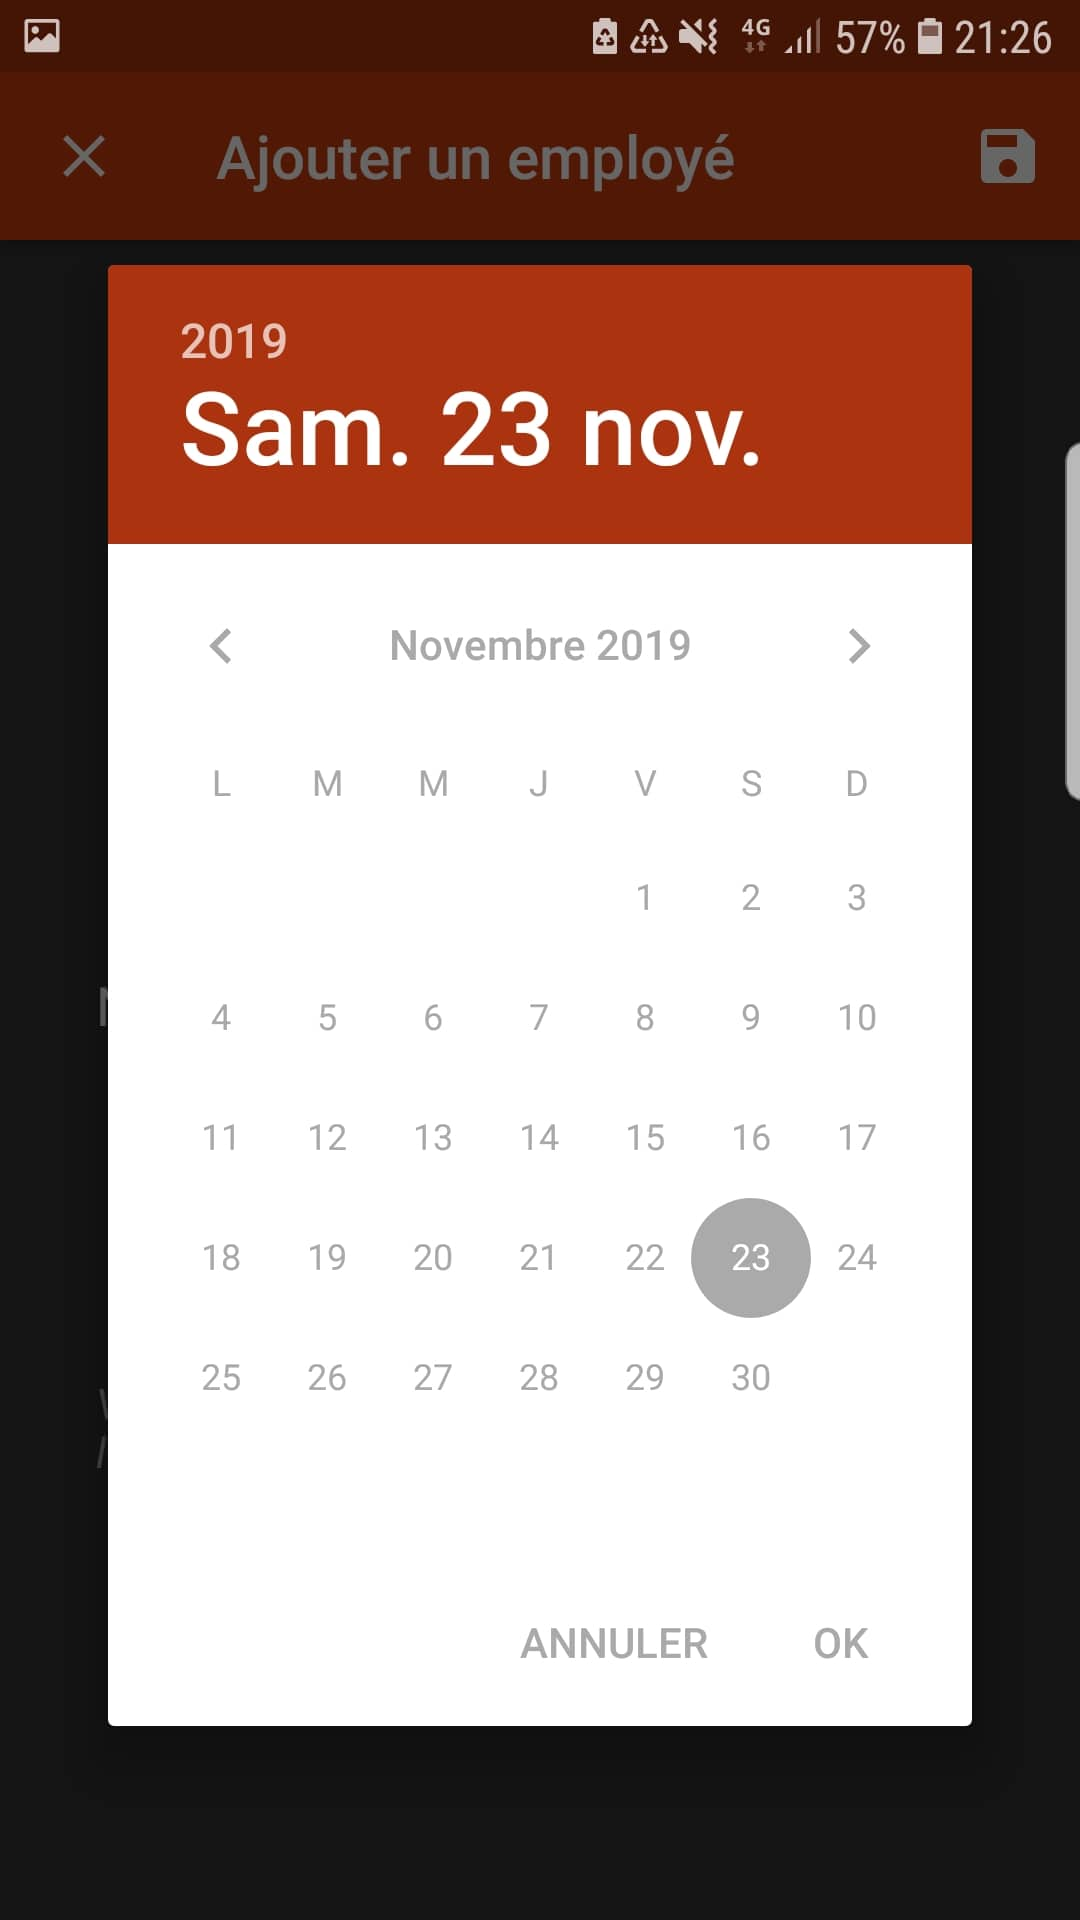 4G 57% 21:26
Ajouter un employé
2019
Sam. 23 nov.
Novembre 2019
L M M J V S D
1 2 3
4 5 6 7 8 9 10
11 12 13 14 15 16 17
18 19 20 21 22 23 24
25 26 27 28 29 30
ANNULER OK